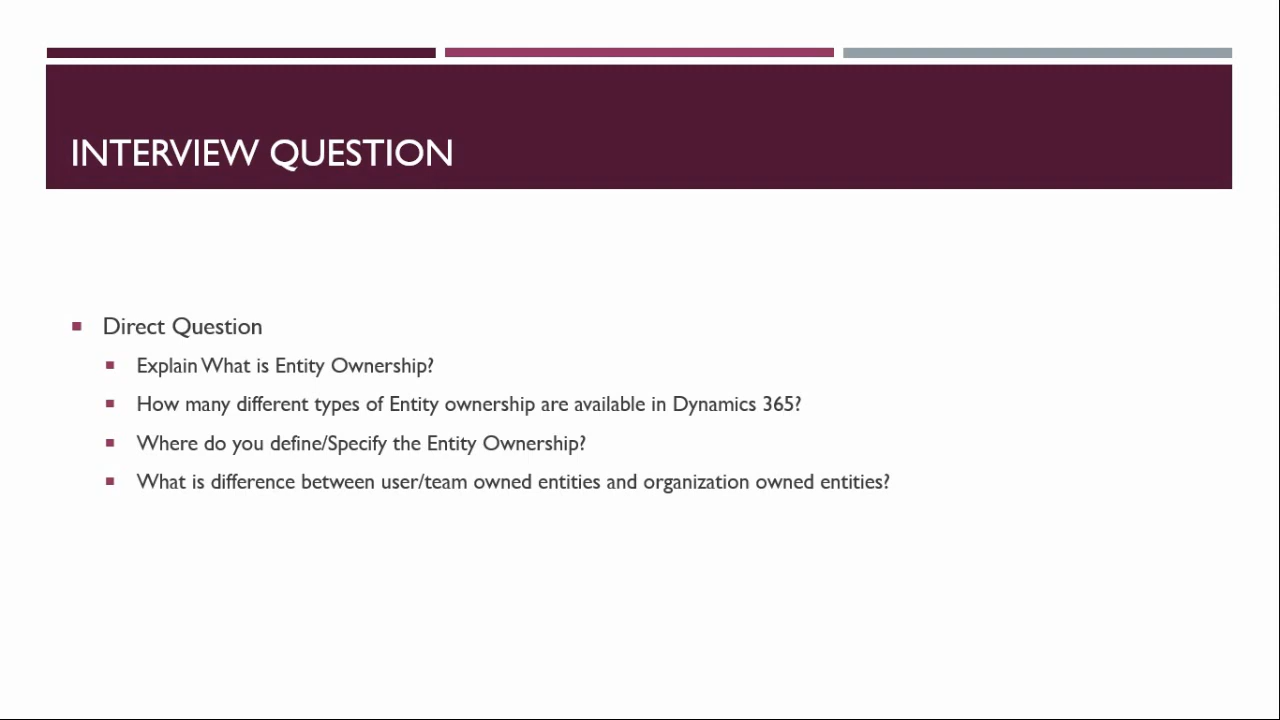 INTERVIEW QUESTION
Direct Question
Explain What is Entity Ownership?
How many different types of Entity ownership are available in Dynamics 365?
Where do you define/Specify the Entity Ownership?
What is difference between user/team owned entities and organization owned entities?